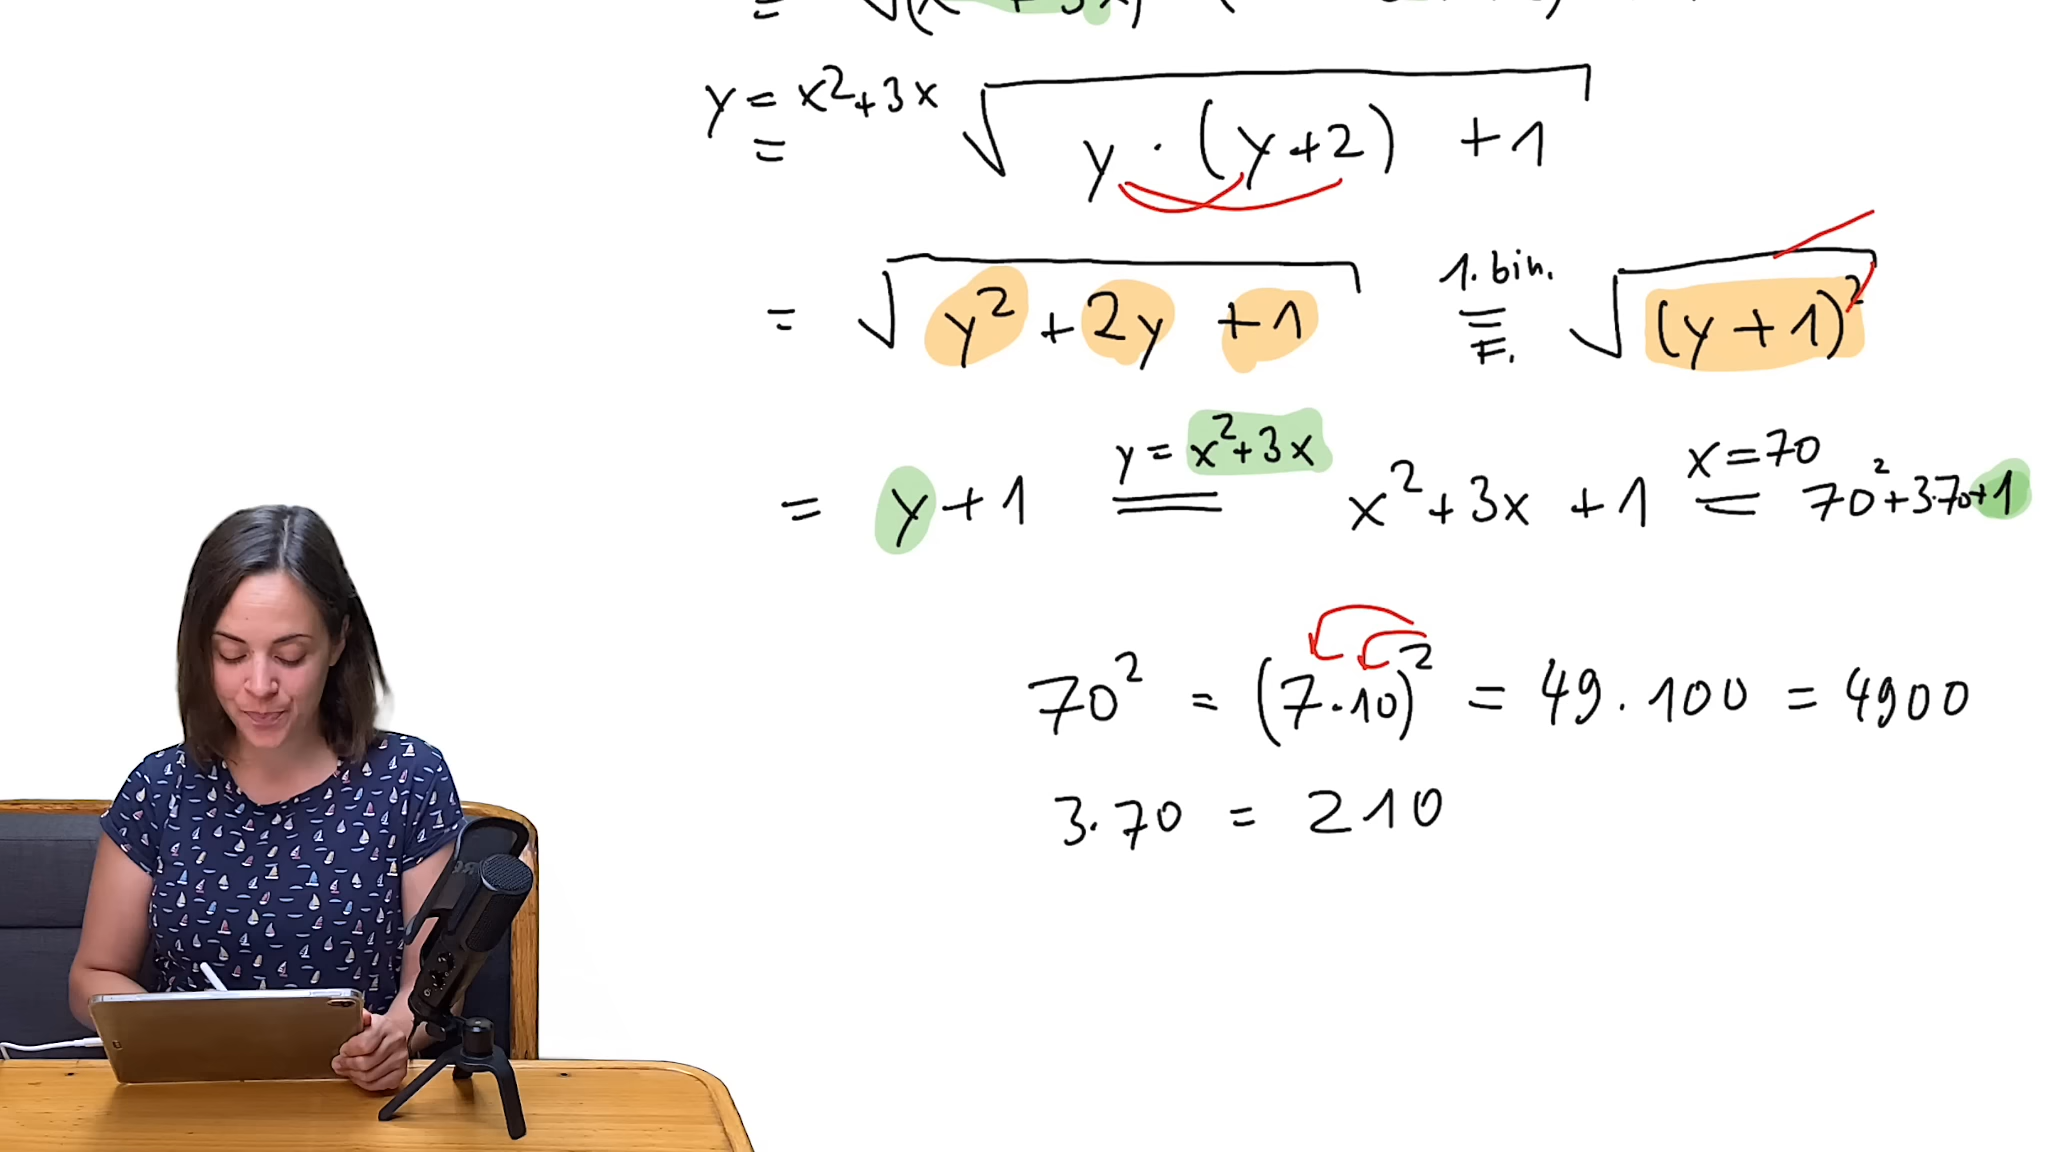 y = x²+3x
= √(y · (y+2) +1)
= √(y² + 2y +1) 1. bin. = F. √((y+1)²)
= y+1 y = x²+3x = x²+3x +1 x=70 = 70²+3·70+1
70² = (7·10)² = 49 · 100 = 4900
3·70 = 210